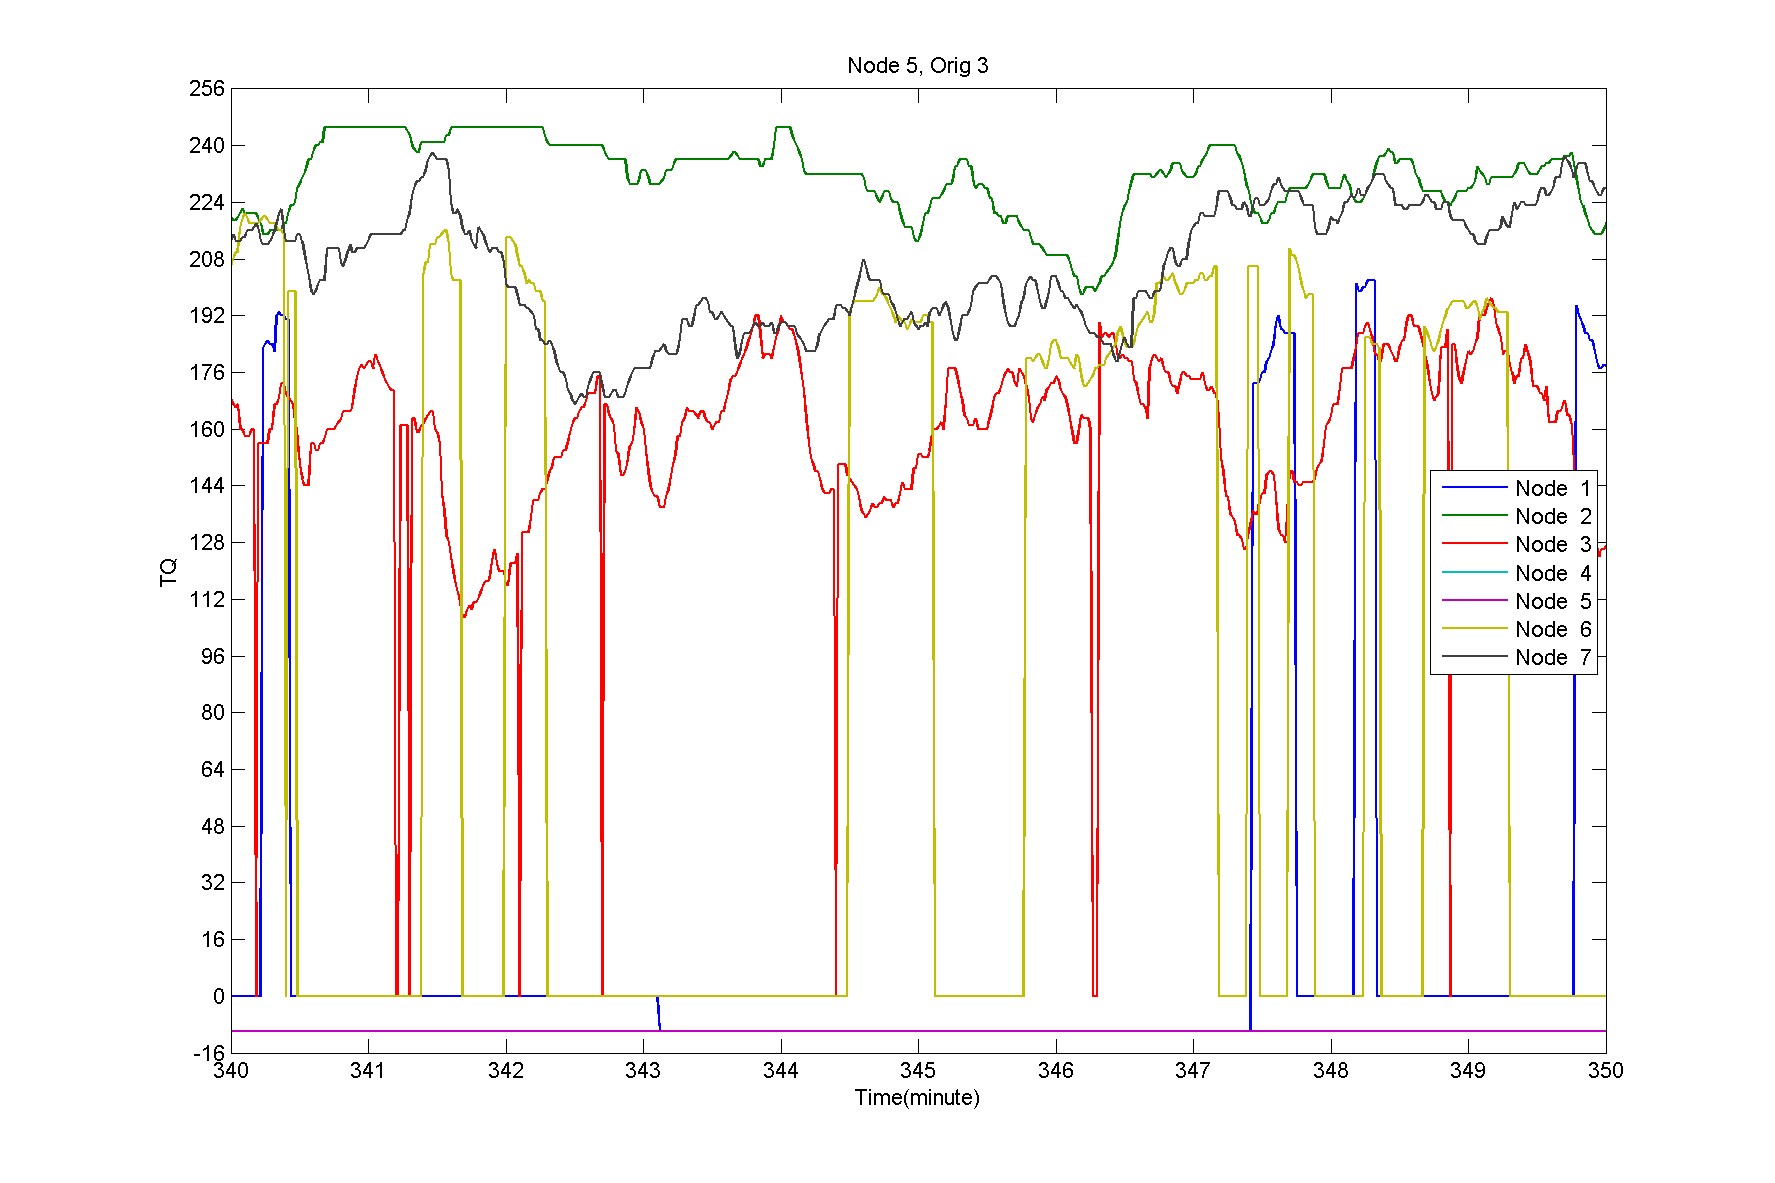 Node 5, Orig 3
256
240
224
208
192
176
160
144
128
112
96
80
64
48
32
16
0
-16
TQ
Node 1
Node 2
Node 3
Node 4
Node 5
Node 6
Node 7
340 341 342 343 344 345 346 347 348 349 350
Time(minute)